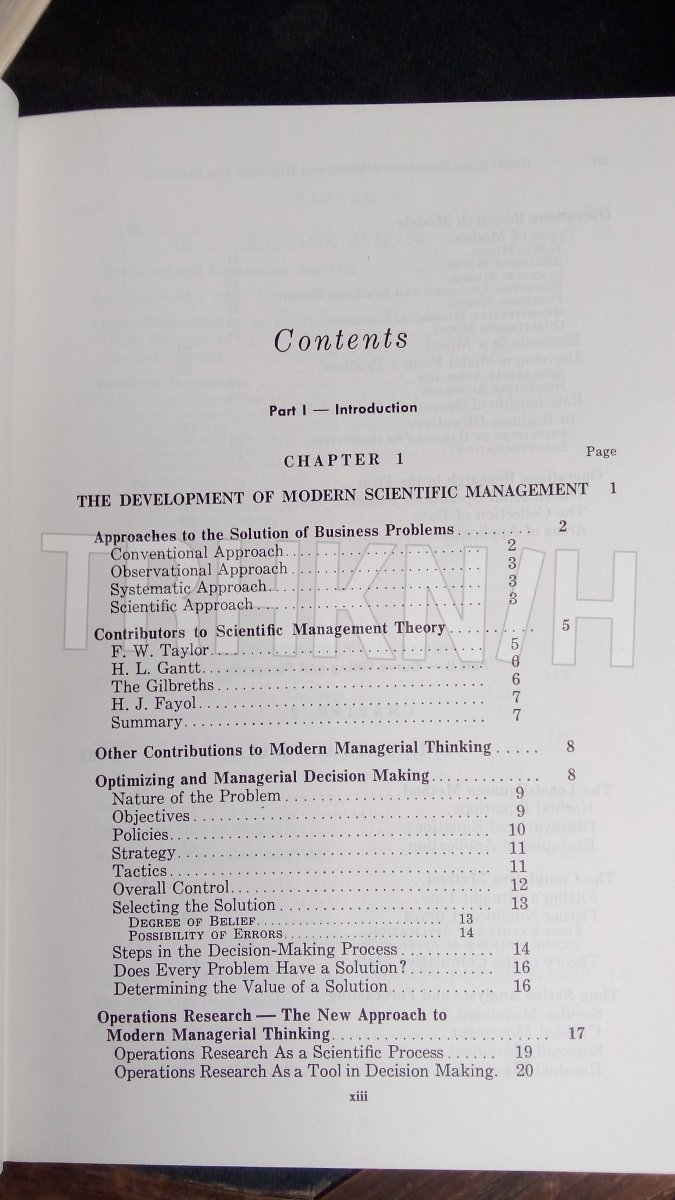 Contents
Part I — Introduction
CHAPTER 1
Page
THE DEVELOPMENT OF MODERN SCIENTIFIC MANAGEMENT 1
Approaches to the Solution of Business Problems ......... 2
Conventional Approach ........................ 2
Observational Approach ........................ 3
Systematic Approach ........................ 3
Scientific Approach ........................ 3
Contributors to Scientific Management Theory .......... 5
F. W. Taylor ........................ 5
H. L. Gantt ........................ 6
The Gilbreths ........................ 6
H. J. Fayol ........................ 7
Summary ........................ 7
Other Contributions to Modern Managerial Thinking ..... 8
Optimizing and Managerial Decision Making ............ 8
Nature of the Problem ........................ 9
Objectives ........................ 9
Policies ........................ 10
Strategy ........................ 11
Tactics ........................ 11
Overall Control ........................ 12
Selecting the Solution ........................ 13
DEGREE OF BELIEF ........................ 13
POSSIBILITY OF ERRORS ........................ 14
Steps in the Decision-Making Process ........... 14
Does Every Problem Have a Solution? .......... 16
Determining the Value of a Solution ............ 16
Operations Research — The New Approach to
Modern Managerial Thinking ........................ 17
Operations Research As a Scientific Process ...... 19
Operations Research As a Tool in Decision Making. 20
xiii